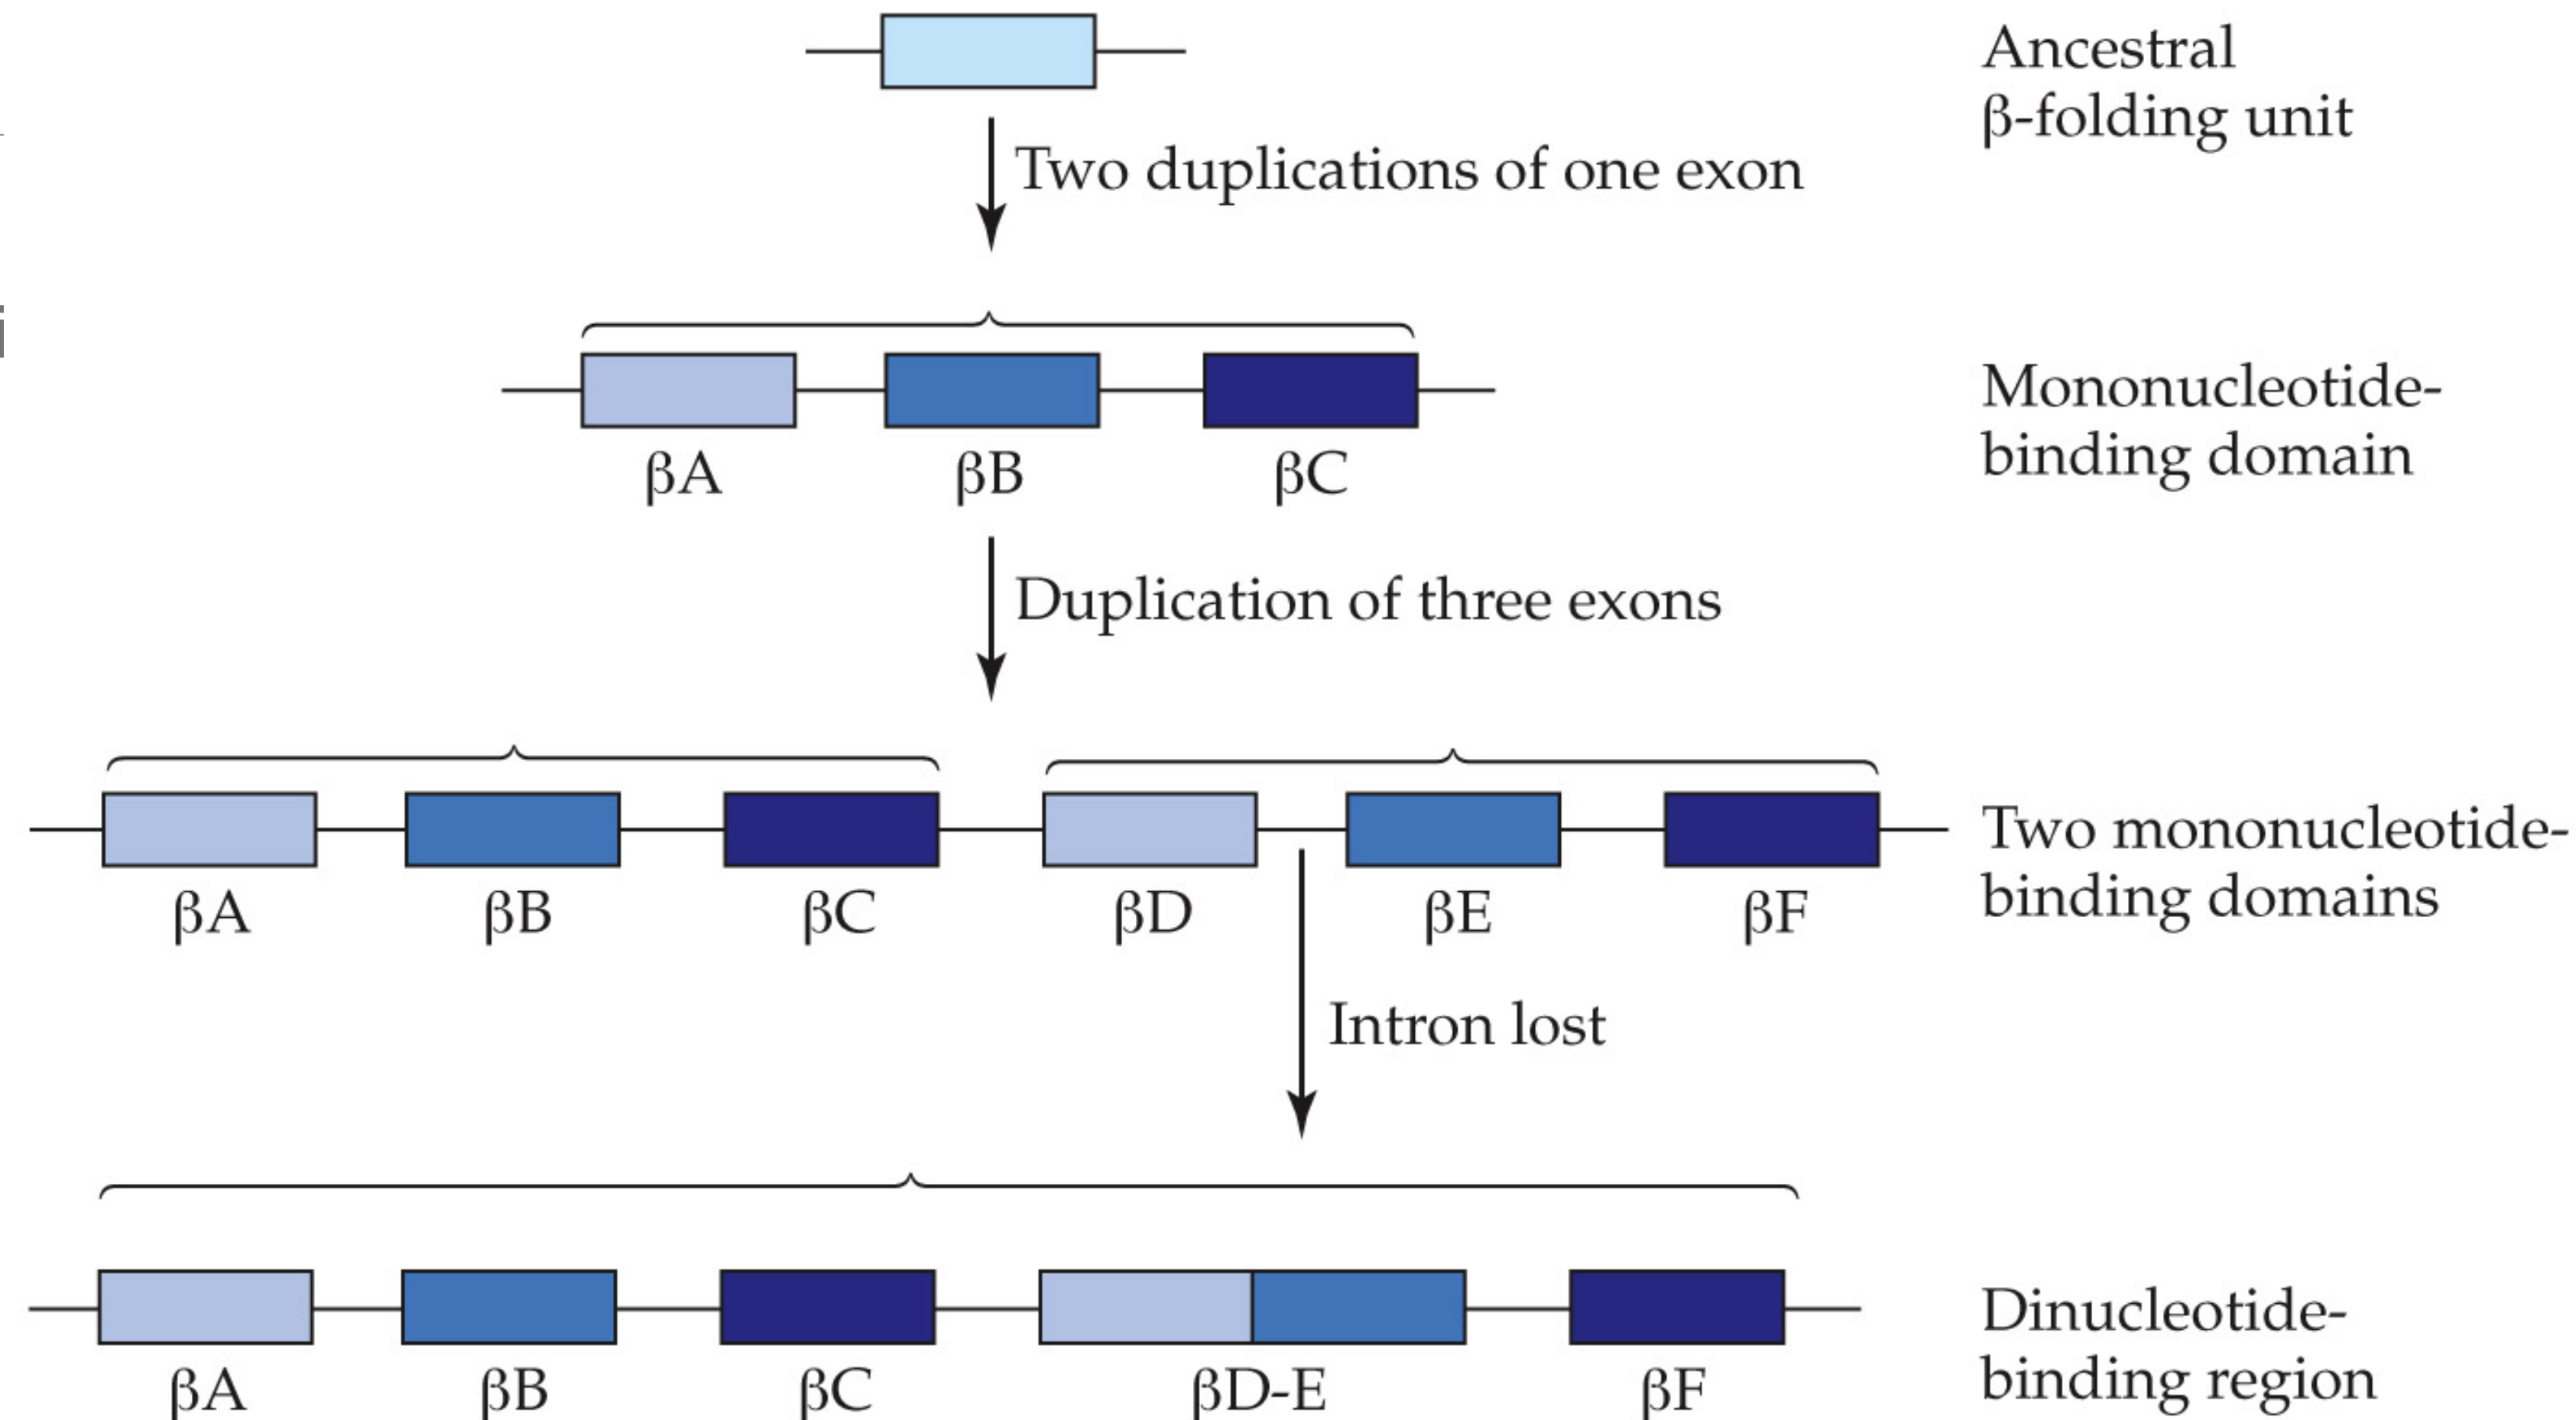 Ancestral
β-folding unit
Two duplications of one exon
Mononucleotide-
binding domain
βA βB βC
Duplication of three exons
Two mononucleotide-
binding domains
βA βB βC βD βE βF
Intron lost
Dinucleotide-
binding region
βA βB βC βD-E βF